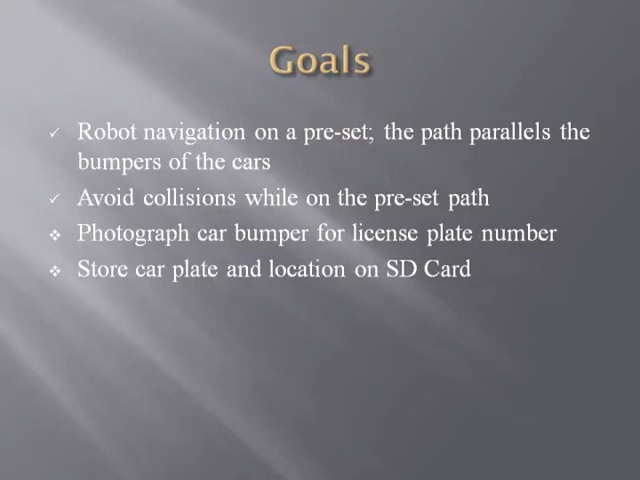 Goals
Robot navigation on a pre-set; the path parallels the
bumpers of the cars
Avoid collisions while on the pre-set path
Photograph car bumper for license plate number
Store car plate and location on SD Card